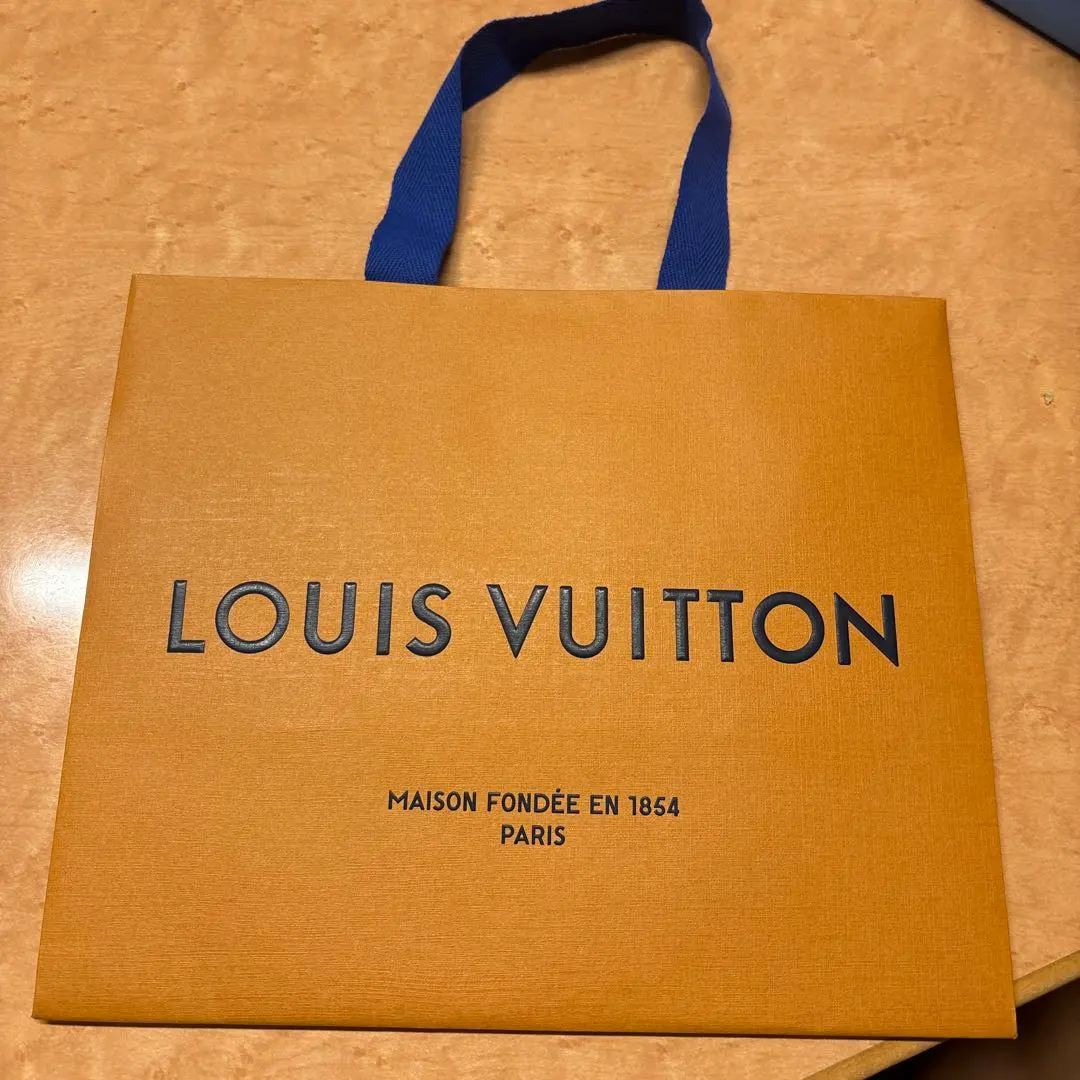 LOUIS VUITTON
MAISON FONDÉE EN 1854
PARIS